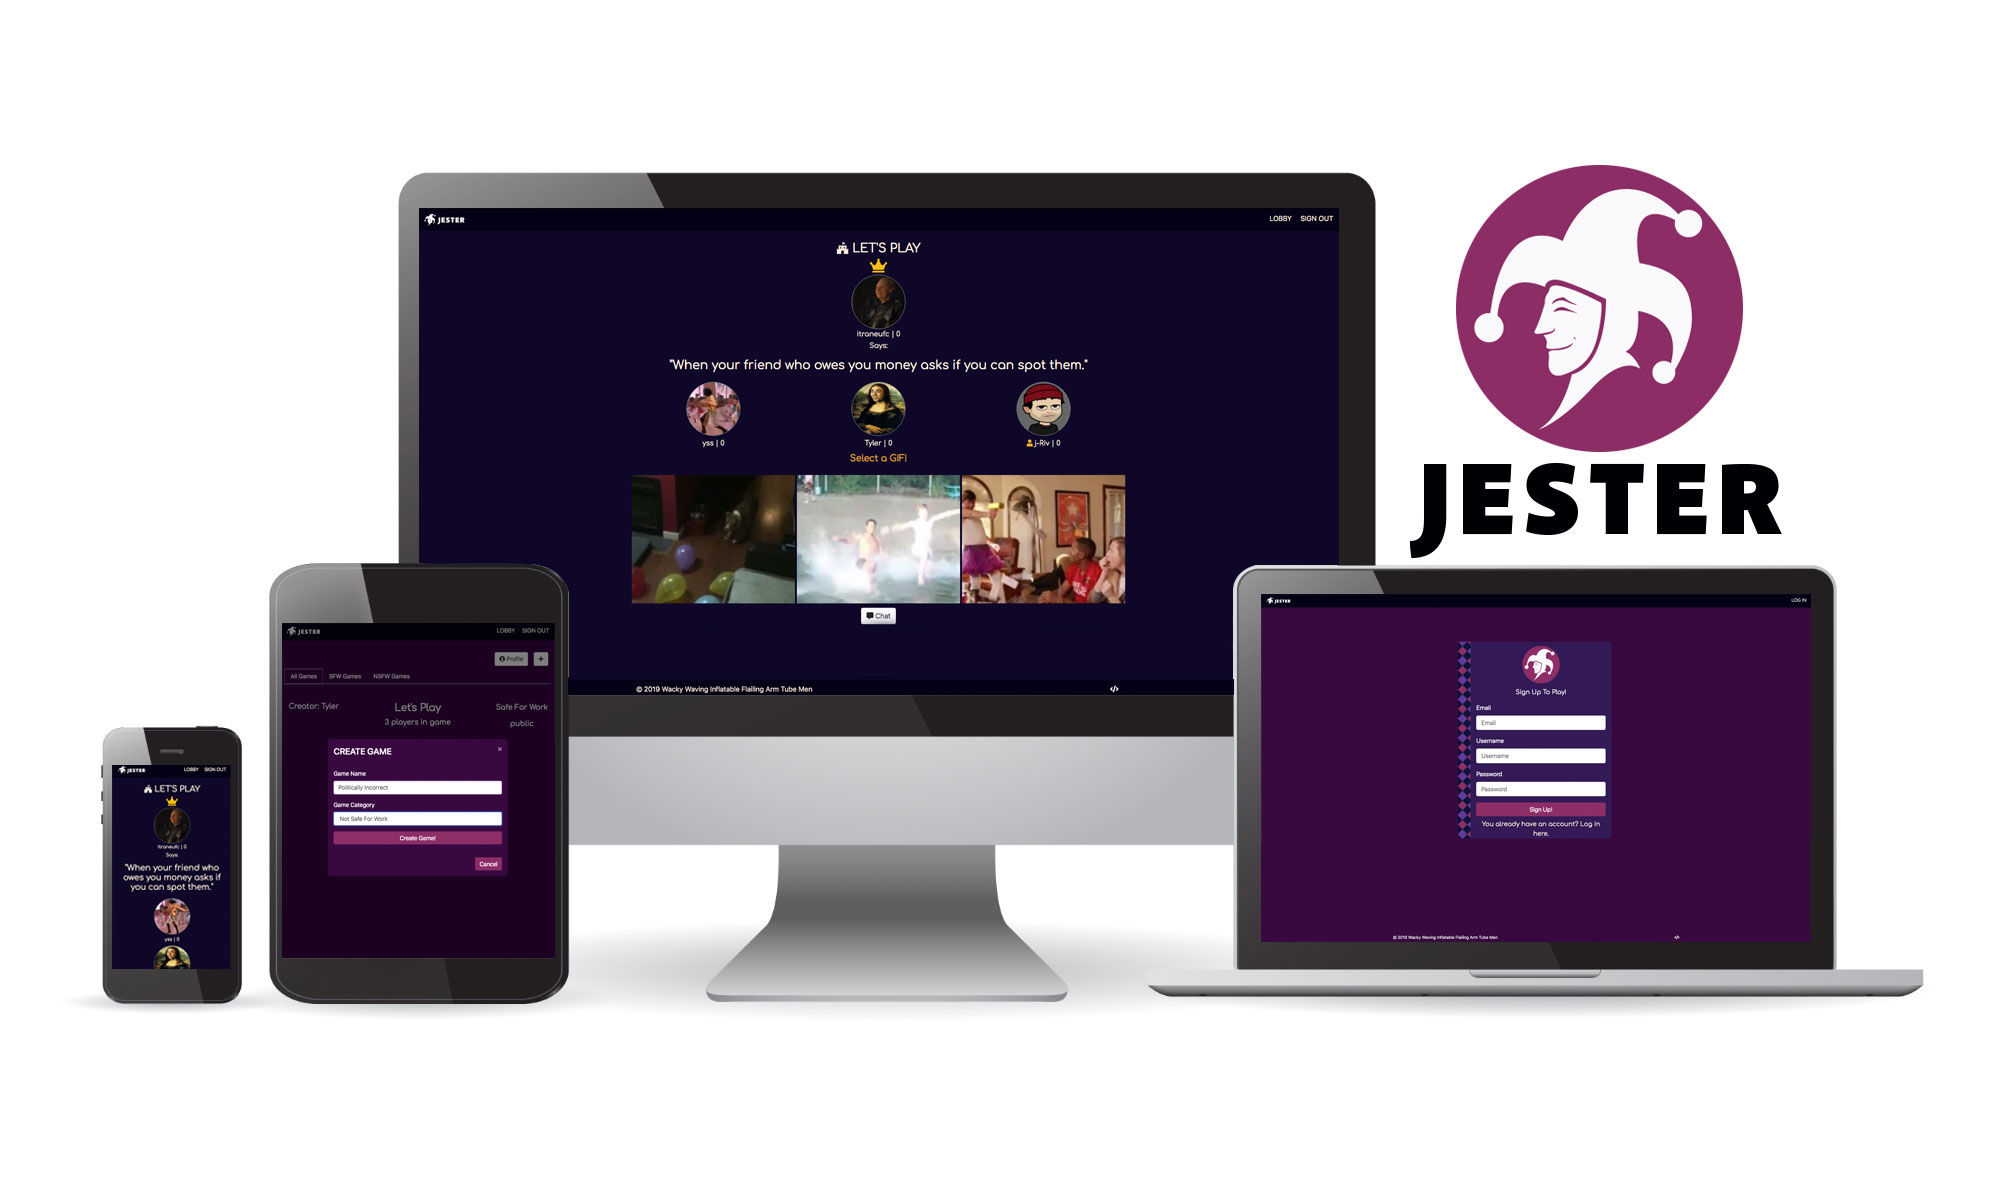 JESTER
LOBBY SIGN OUT
LET'S PLAY
itraneufc | 0
Says:
"When your friend who owes you money asks if you can spot them."
yss | 0
Tyler | 0
j-Riv | 0
Select a GIF!
Chat
© 2019 Wacky Waving Inflatable Flailing Arm Tube Men
</>
JESTER
JESTER
LOBBY SIGN OUT
Profile +
All Games SFW Games NSFW Games
Creator: Tyler
Let's Play
3 players in game
Safe For Work
public
CREATE GAME ×
Game Name
Politically Incorrect
Game Category
Not Safe For Work
Create Game!
Cancel
JESTER
LOBBY SIGN OUT
LET'S PLAY
itraneufc | 0
Says:
"When your friend who
owes you money asks if
you can spot them."
yss | 0
JESTER
LOG IN
Sign Up To Play!
Email
Email
Username
Username
Password
Password
Sign Up!
You already have an account? Log in
here.
© 2019 Wacky Waving Inflatable Flailing Arm Tube Men
</>